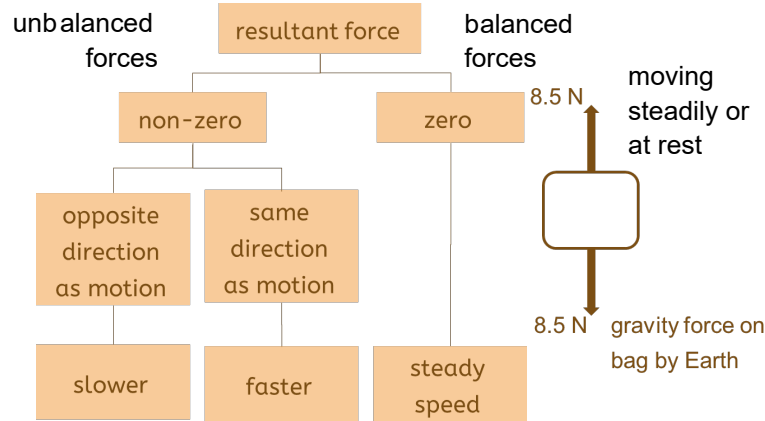 unbalanced
forces
resultant force
balanced
forces
non-zero
zero
opposite
direction
as motion
same
direction
as motion
slower
faster
steady
speed
8.5 N
moving
steadily or
at rest
8.5 N
gravity force on
bag by Earth